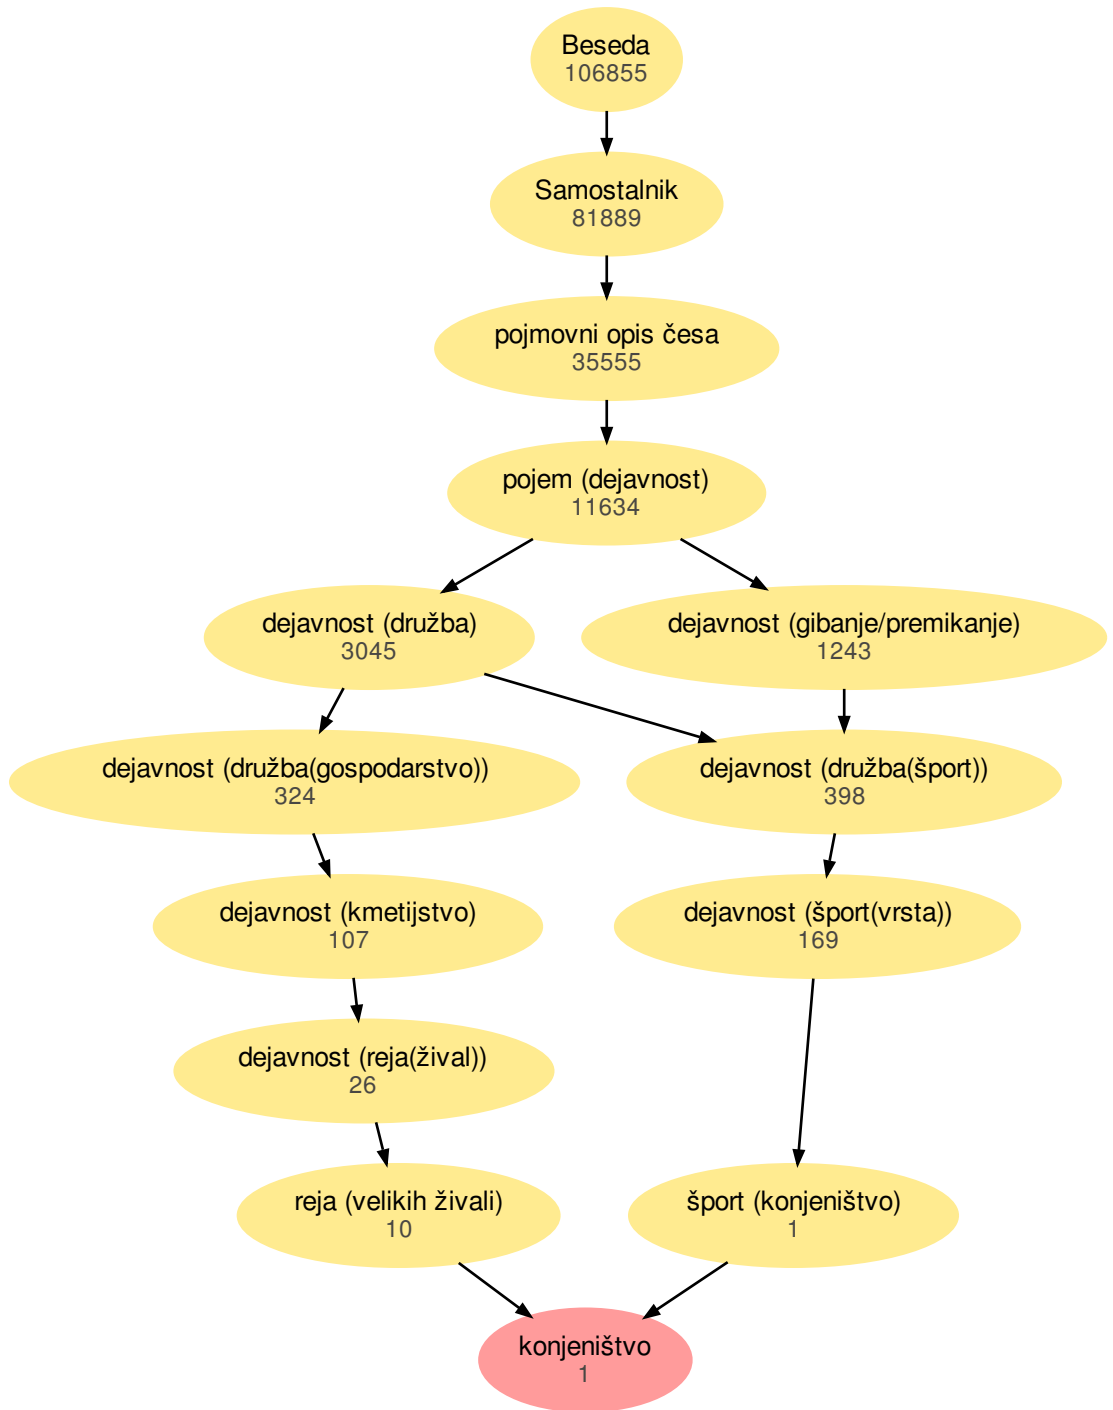 Beseda
106855
Samostalnik
81889
pojmovni opis česa
35555
pojem (dejavnost)
11634
dejavnost (družba)
3045
dejavnost (gibanje/premikanje)
1243
dejavnost (družba(gospodarstvo))
324
dejavnost (družba(šport))
398
dejavnost (kmetijstvo)
107
dejavnost (šport(vrsta))
169
dejavnost (reja(žival))
26
reja (velikih živali)
10
šport (konjeništvo)
1
konjeništvo
1